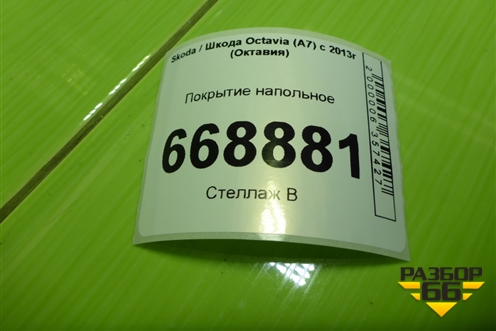 Skoda / Шкода Octavia (A7) с 2013г
(Октавия)
Покрытие напольное
668881
Стеллаж В
2000006357427
РАЗБОР
66